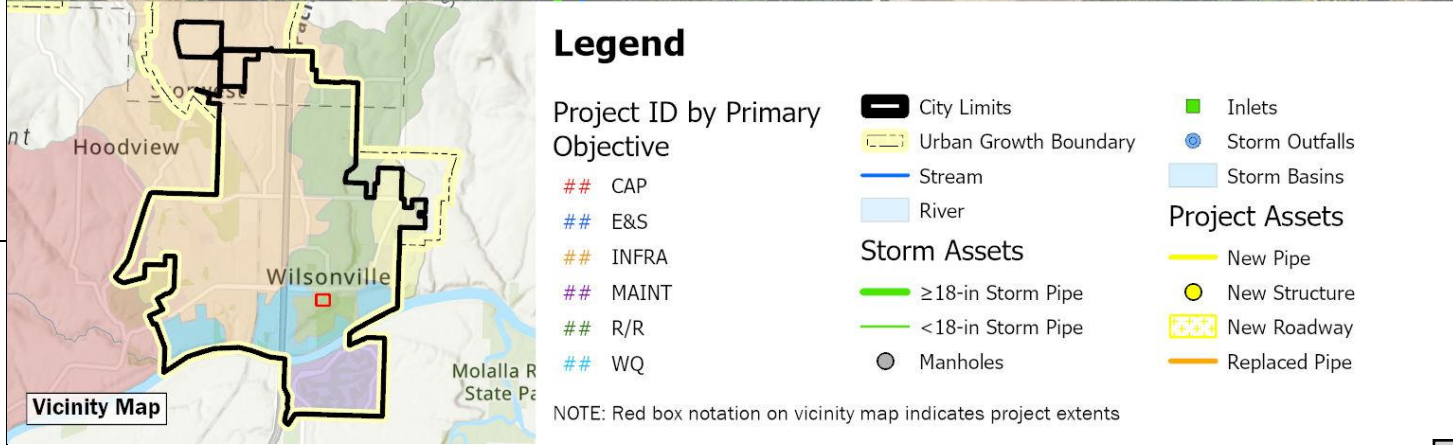 Hoodview
Wilsonville
Molalla R
State Pa
Vicinity Map
Legend
Project ID by Primary
Objective
## CAP
## E&S
## INFRA
## MAINT
## R/R
## WQ
City Limits
Urban Growth Boundary
Stream
River
Storm Assets
≥18-in Storm Pipe
<18-in Storm Pipe
Manholes
Inlets
Storm Outfalls
Storm Basins
Project Assets
New Pipe
New Structure
New Roadway
Replaced Pipe
NOTE: Red box notation on vicinity map indicates project extents